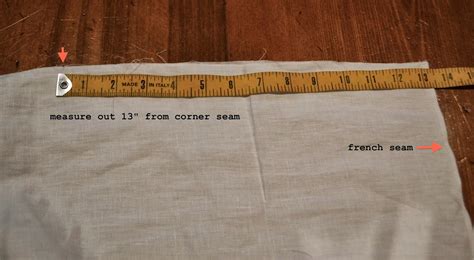 1 2 MADE 3 IN ITALY 4 5 6 7 8 9 10 11 12 13 14
measure out 13" from corner seam
french seam